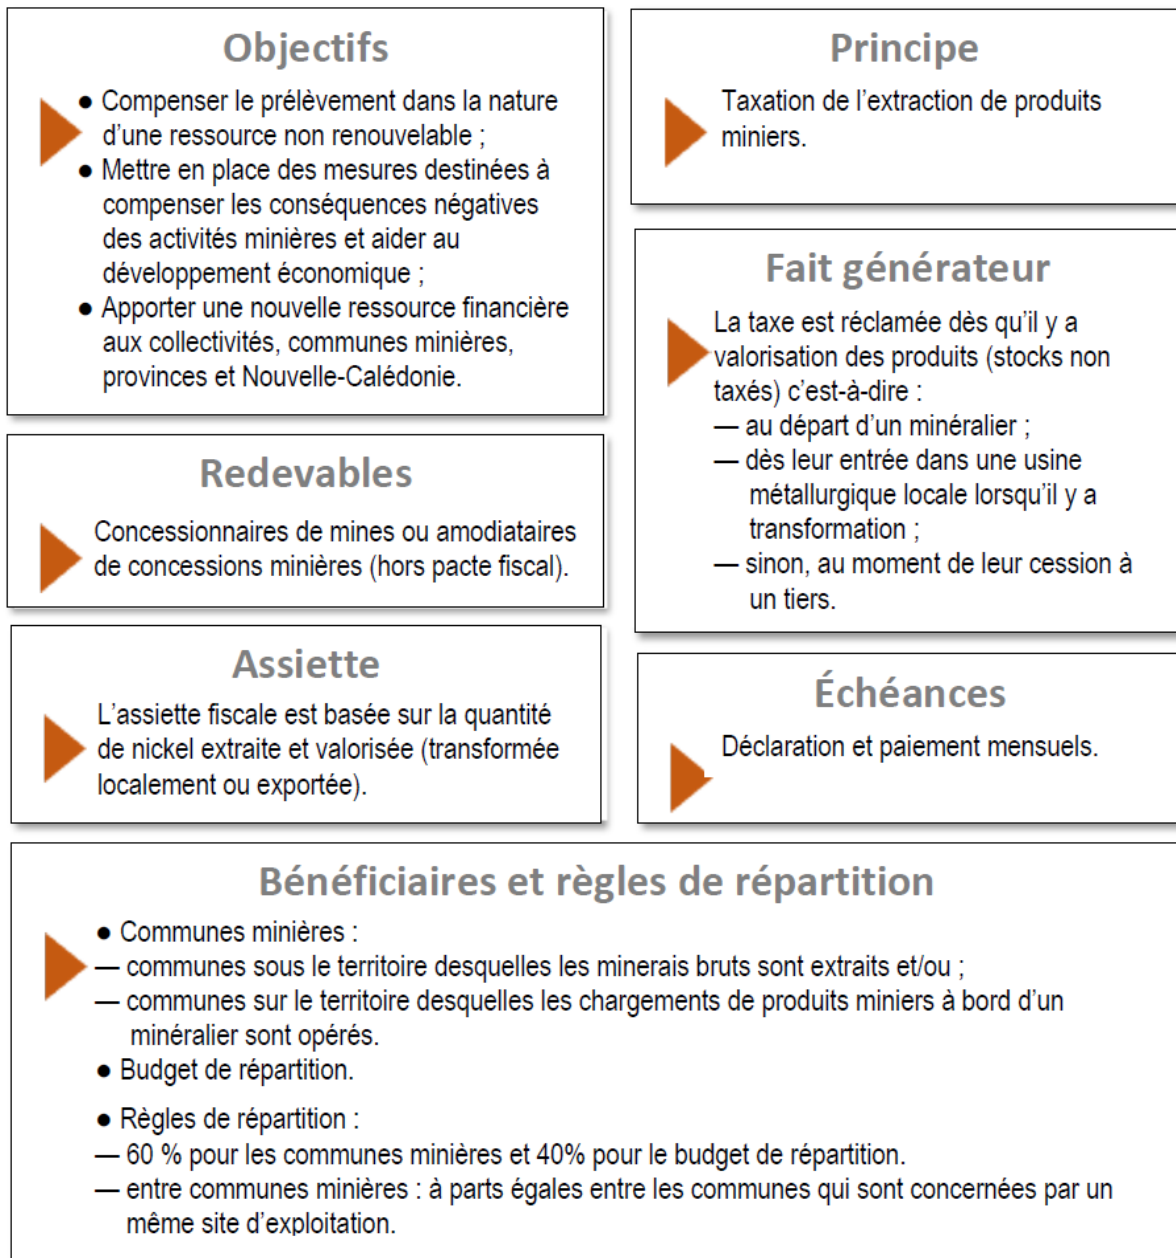 Objectifs
● Compenser le prélèvement dans la nature
d’une ressource non renouvelable ;
● Mettre en place des mesures destinées à
compenser les conséquences négatives
des activités minières et aider au
développement économique ;
● Apporter une nouvelle ressource financière
aux collectivités, communes minières,
provinces et Nouvelle-Calédonie.
Redevables
Concessionnaires de mines ou amodiataires
de concessions minières (hors pacte fiscal).
Assiette
L’assiette fiscale est basée sur la quantité
de nickel extraite et valorisée (transformée
localement ou exportée).
Principe
Taxation de l’extraction de produits
miniers.
Fait générateur
La taxe est réclamée dès qu’il y a
valorisation des produits (stocks non
taxés) c’est-à-dire :
— au départ d’un minéralier ;
— dès leur entrée dans une usine
métallurgique locale lorsqu’il y a
transformation ;
— sinon, au moment de leur cession à
un tiers.
Échéances
Déclaration et paiement mensuels.
Bénéficiaires et règles de répartition
● Communes minières :
— communes sous le territoire desquelles les minerais bruts sont extraits et/ou ;
— communes sur le territoire desquelles les chargements de produits miniers à bord d’un
minéralier sont opérés.
● Budget de répartition.
● Règles de répartition :
— 60 % pour les communes minières et 40% pour le budget de répartition.
— entre communes minières : à parts égales entre les communes qui sont concernées par un
même site d’exploitation.